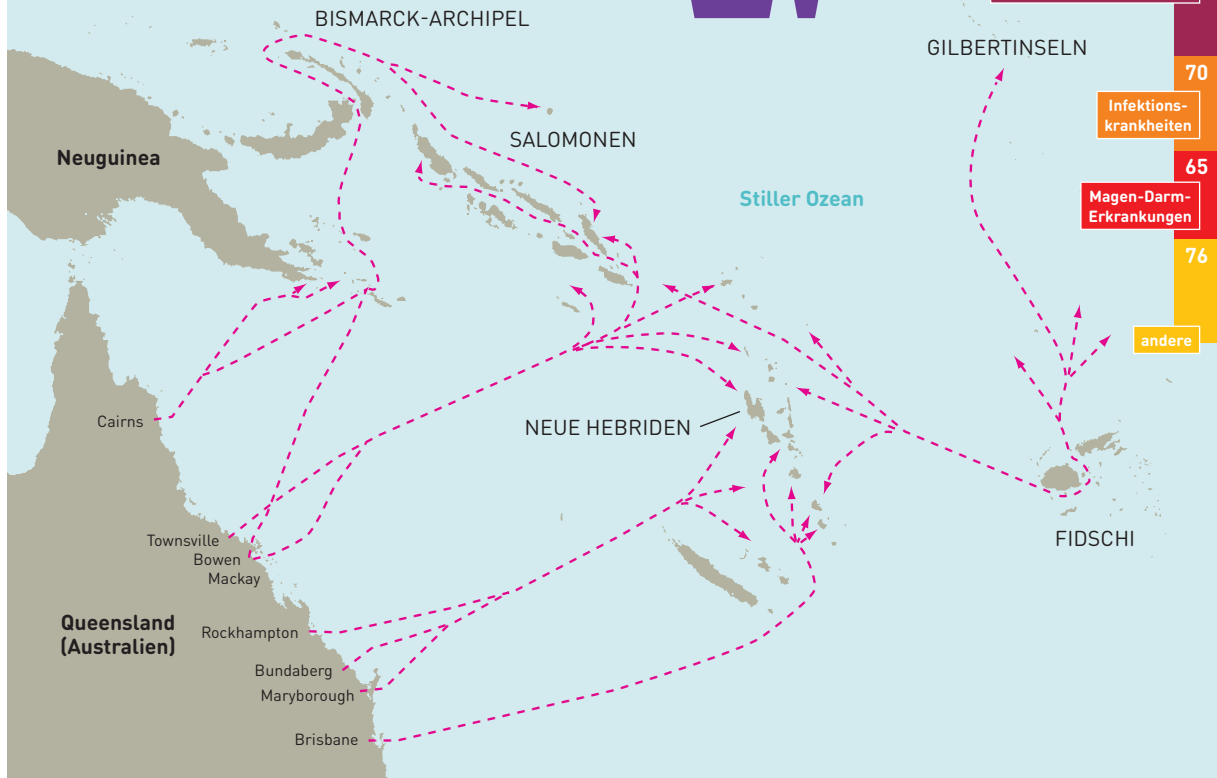 BISMARCK-ARCHIPEL
GILBERTINSELN
70
Infektions-
krankheiten
SALOMONEN
Neuguinea
65
Stiller Ozean
Magen-Darm-
Erkrankungen
76
andere
Cairns
NEUE HEBRIDEN
Townsville
Bowen
Mackay
FIDSCHI
Queensland
(Australien)
Rockhampton
Bundaberg
Maryborough
Brisbane